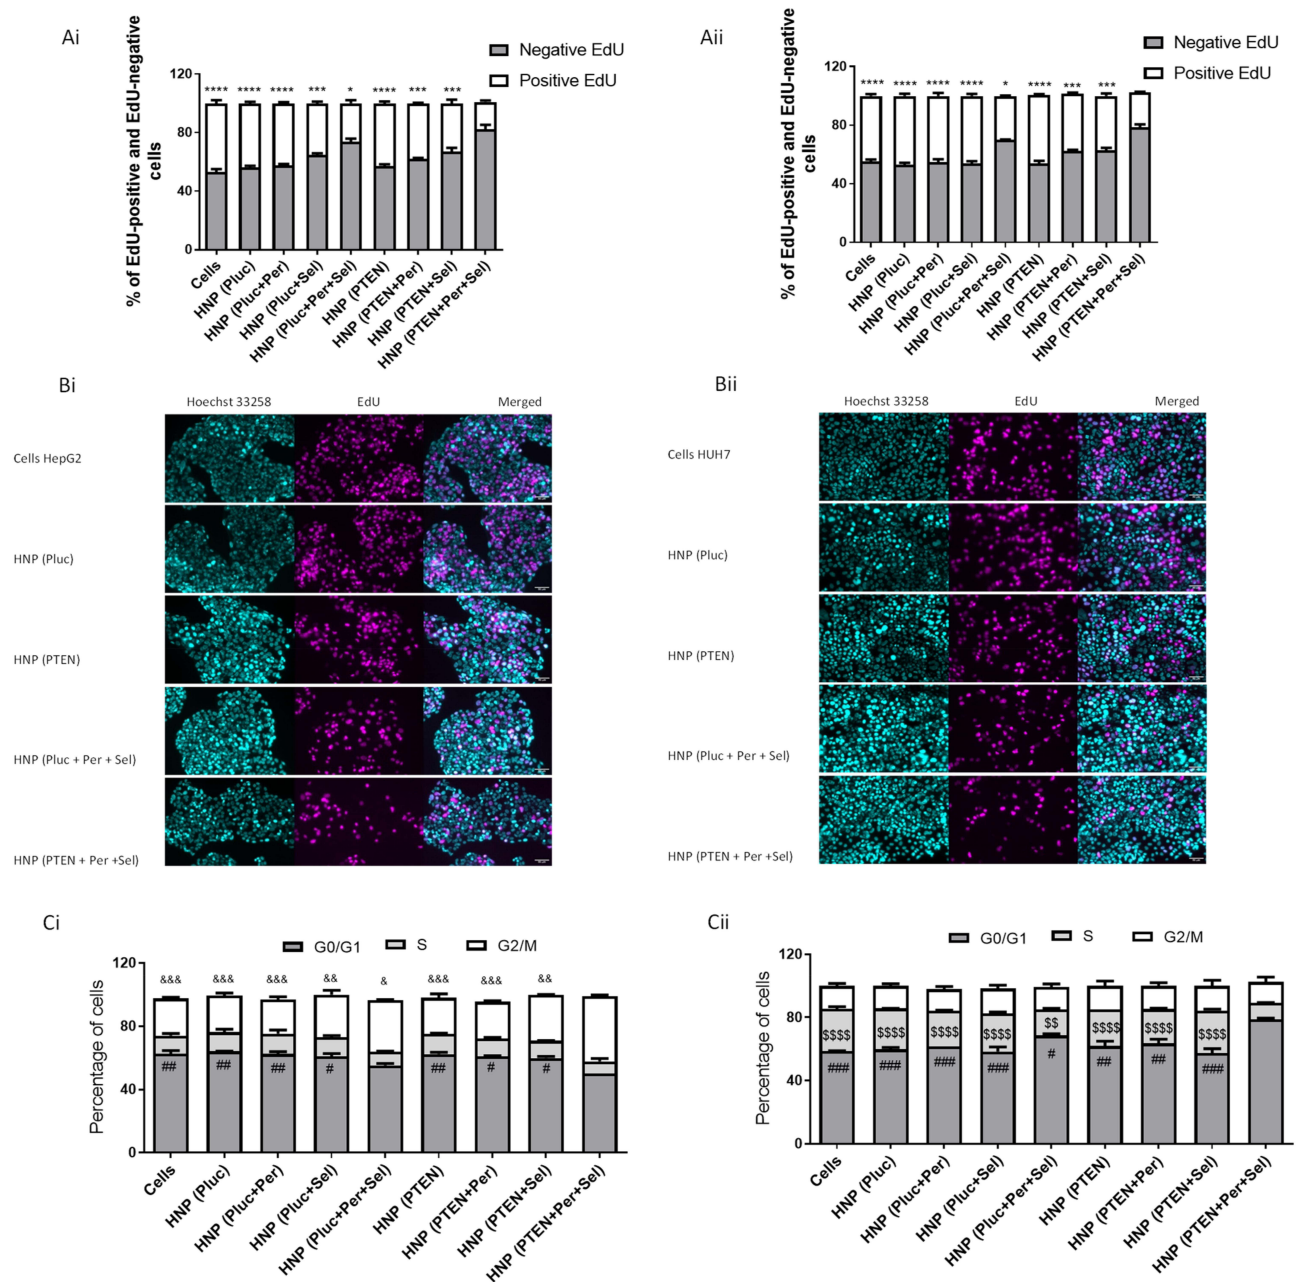 Ai
Negative EdU
Positive EdU
% of EdU-positive and EdU-negative
cells
120
80
40
0
**** **** **** *** * **** *** ***
Cells
HNP (Pluc)
HNP (Pluc+Per)
HNP (Pluc+Sel)
HNP (Pluc+Per+Sel)
HNP (PTEN)
HNP (PTEN+Per)
HNP (PTEN+Sel)
HNP (PTEN+Per+Sel)
Aii
Negative EdU
Positive EdU
% of EdU-positive and EdU-negative
cells
120
80
40
0
**** **** **** **** * **** *** ***
Cells
HNP (Pluc)
HNP (Pluc+Per)
HNP (Pluc+Sel)
HNP (Pluc+Per+Sel)
HNP (PTEN)
HNP (PTEN+Per)
HNP (PTEN+Sel)
HNP (PTEN+Per+Sel)
Bi
Hoechst 33258 EdU Merged
Cells HepG2
HNP (Pluc)
HNP (PTEN)
HNP (Pluc + Per + Sel)
HNP (PTEN + Per +Sel)
Bii
Hoechst 33258 EdU Merged
Cells HUH7
HNP (Pluc)
HNP (PTEN)
HNP (Pluc + Per + Sel)
HNP (PTEN + Per +Sel)
Ci
G0/G1 S G2/M
Percentage of cells
120
80
40
0
&&& &&& &&& && & &&& &&& &&
## ## ## # ## # #
Cells
HNP (Pluc)
HNP (Pluc+Per)
HNP (Pluc+Sel)
HNP (Pluc+Per+Sel)
HNP (PTEN)
HNP (PTEN+Per)
HNP (PTEN+Sel)
HNP (PTEN+Per+Sel)
Cii
G0/G1 S G2/M
Percentage of cells
120
80
40
0
$$$$ $$$$ $$$$ $$$$ $$ $$$$ $$$$ $$$$
### ### ### ### # ## ## ###
Cells
HNP (Pluc)
HNP (Pluc+Per)
HNP (Pluc+Sel)
HNP (Pluc+Per+Sel)
HNP (PTEN)
HNP (PTEN+Per)
HNP (PTEN+Sel)
HNP (PTEN+Per+Sel)